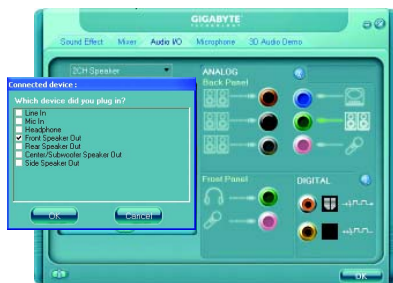 GIGABYTE
TECHNOLOGY
Sound Effect Mixer Audio I/O Microphone 3D Audio Demo
2CH Speaker
ANALOG
Back Panel
Connected device :
Which device did you plug in?
Line In
Mic In
Headphone
Front Speaker Out
Rear Speaker Out
Center/Subwoofer Speaker Out
Side Speaker Out
OK Cancel
Front Panel
DIGITAL
OK